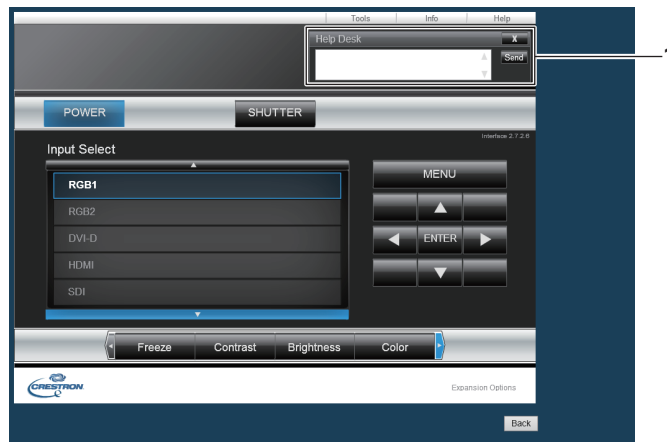 Tools Info Help
Help Desk X
Send
POWER SHUTTER
Interface 2.7.2.6
Input Select
RGB1
RGB2
DVI-D
HDMI
SDI
MENU
ENTER
Freeze Contrast Brightness Color
CRESTRON
Expansion Options
Back